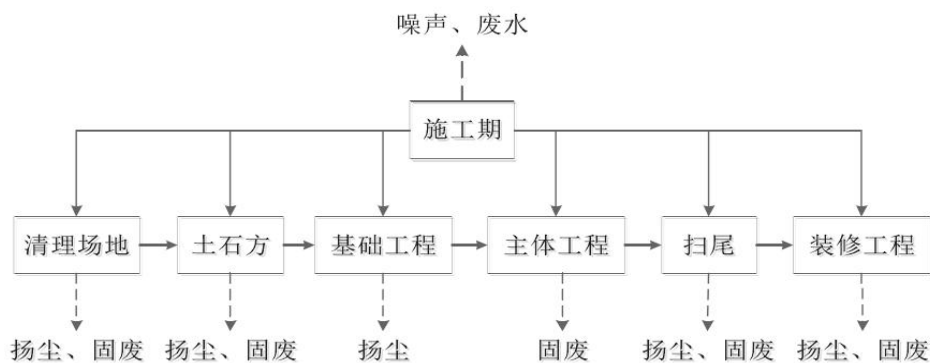 噪声、废水
施工期
清理场地
土石方
基础工程
主体工程
扫尾
装修工程
扬尘、固废
扬尘、固废
扬尘
固废
扬尘、固废
扬尘、固废